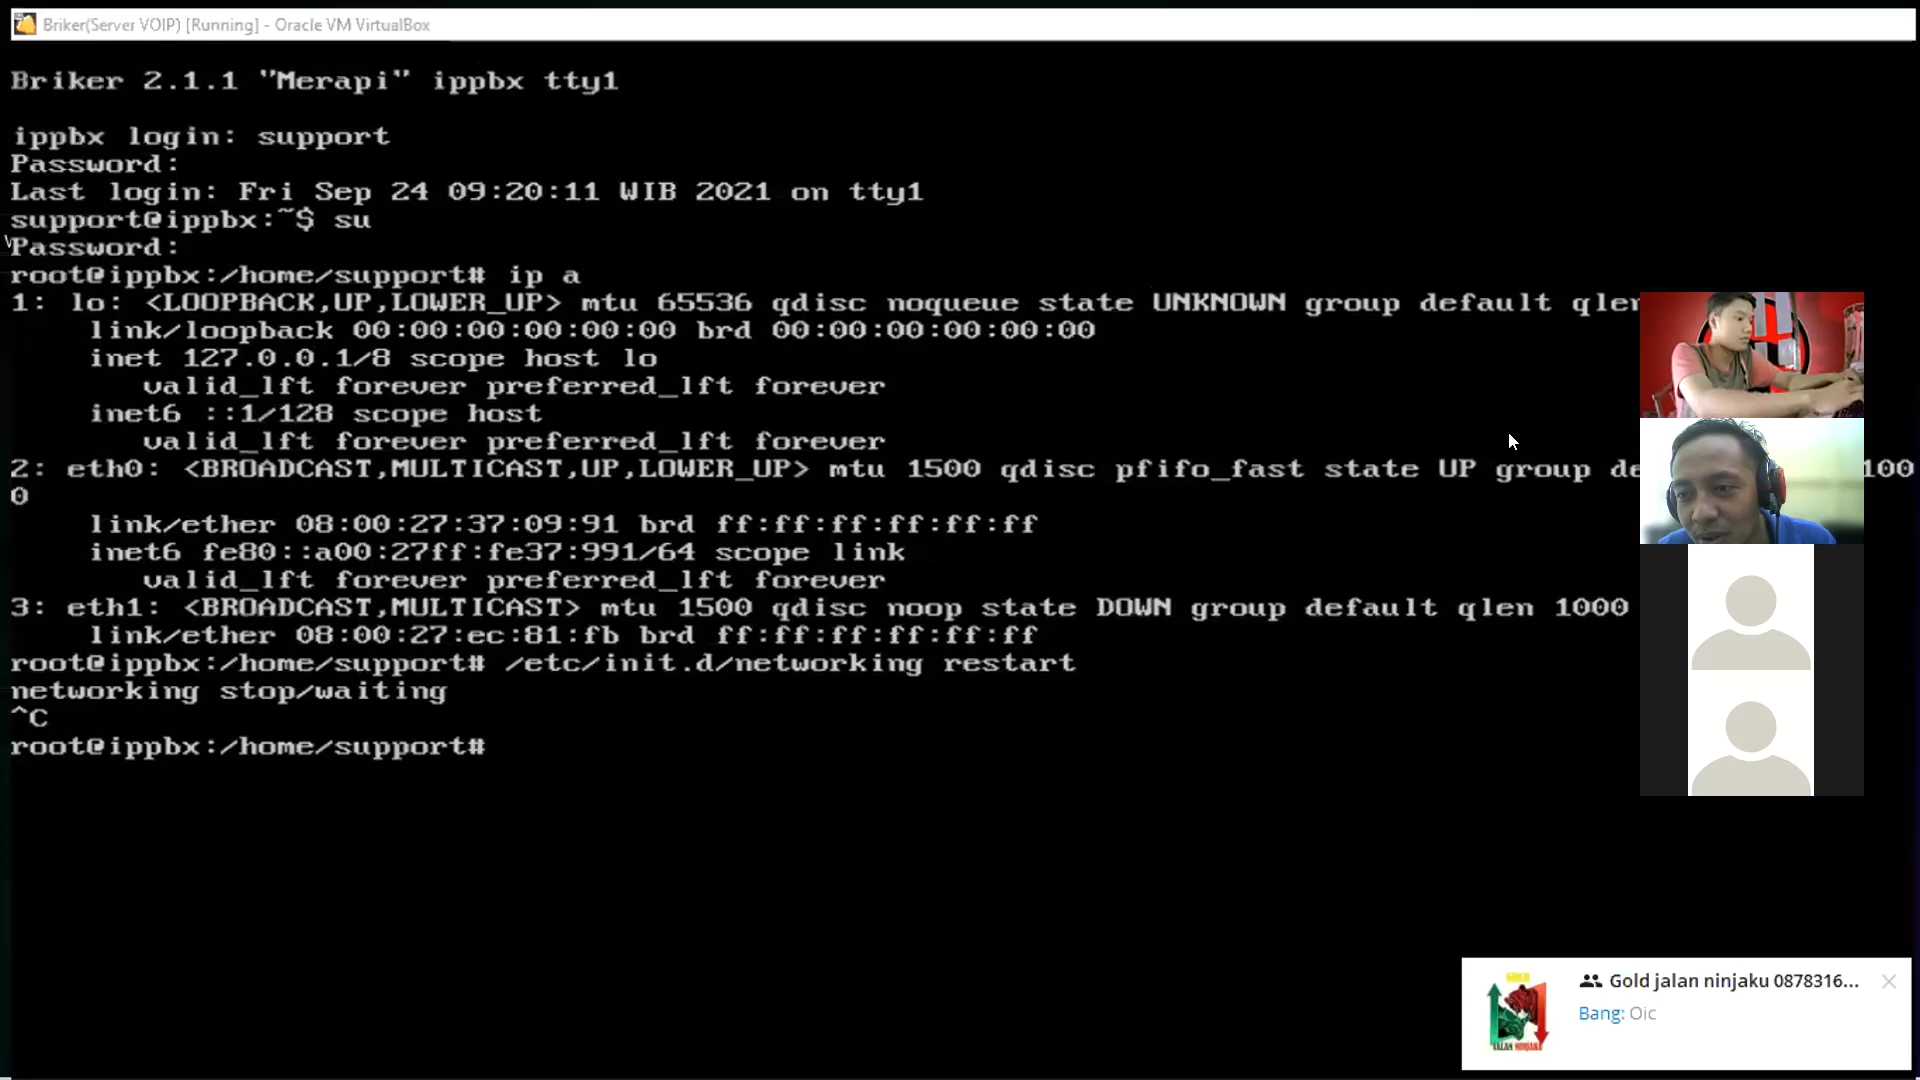 Briker(Server VOIP) [Running] - Oracle VM VirtualBox
Briker 2.1.1 "Merapi" ippbx tty1
ippbx login: support
Password:
Last login: Fri Sep 24 09:20:11 WIB 2021 on tty1
support@ippbx:~$ su
Password:
root@ippbx:/home/support# ip a
1: lo: <LOOPBACK,UP,LOWER_UP> mtu 65536 qdisc noqueue state UNKNOWN group default qlen
link/loopback 00:00:00:00:00:00 brd 00:00:00:00:00:00
inet 127.0.0.1/8 scope host lo
valid_lft forever preferred_lft forever
inet6 ::1/128 scope host
valid_lft forever preferred_lft forever
2: eth0: <BROADCAST,MULTICAST,UP,LOWER_UP> mtu 1500 qdisc pfifo_fast state UP group de 100
0
link/ether 08:00:27:37:09:91 brd ff:ff:ff:ff:ff:ff
inet6 fe80::a00:27ff:fe37:991/64 scope link
valid_lft forever preferred_lft forever
3: eth1: <BROADCAST,MULTICAST> mtu 1500 qdisc noop state DOWN group default qlen 1000
link/ether 08:00:27:ec:81:fb brd ff:ff:ff:ff:ff:ff
root@ippbx:/home/support# /etc/init.d/networking restart
networking stop/waiting
^C
root@ippbx:/home/support#
Gold jalan ninjaku 0878316...
Bang: Oic
JALAN NINJAKU